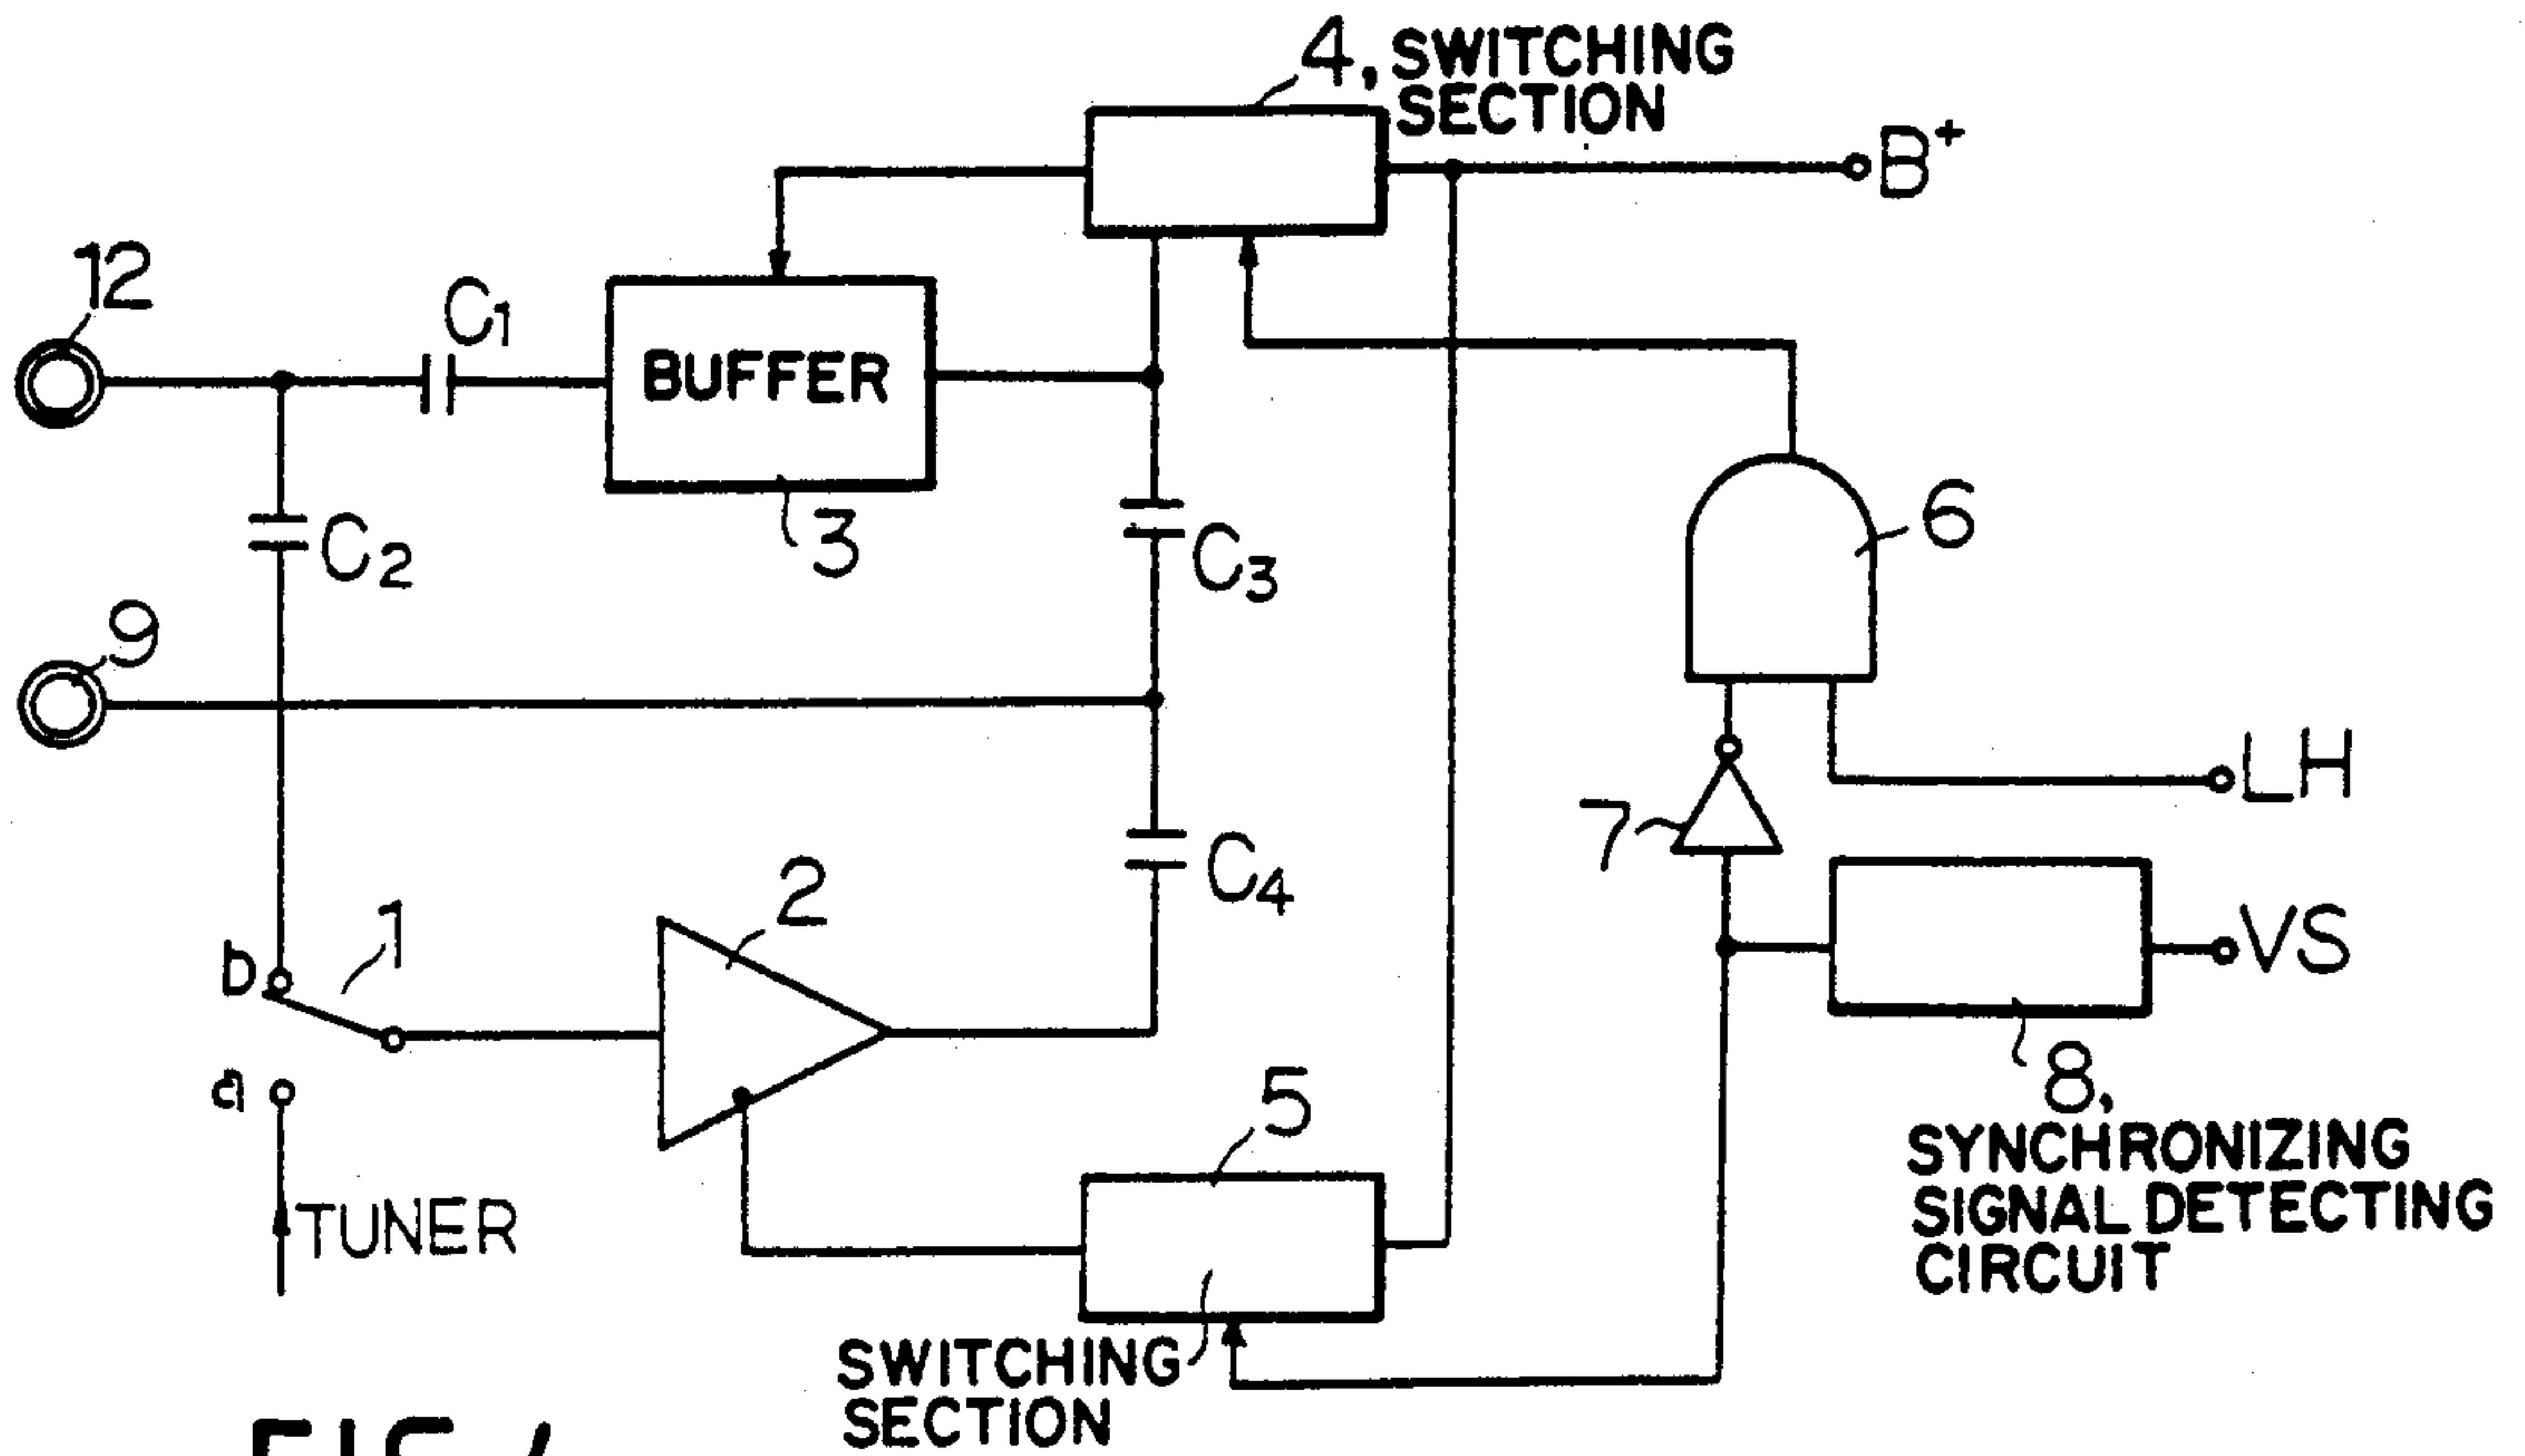 4, SWITCHING
SECTION
B+
12
C1
BUFFER
3
C2
C3
6
9
LH
7
2
C4
VS
b
1
a
5
8,
SYNCHRONIZING
SIGNAL DETECTING
CIRCUIT
TUNER
SWITCHING
SECTION